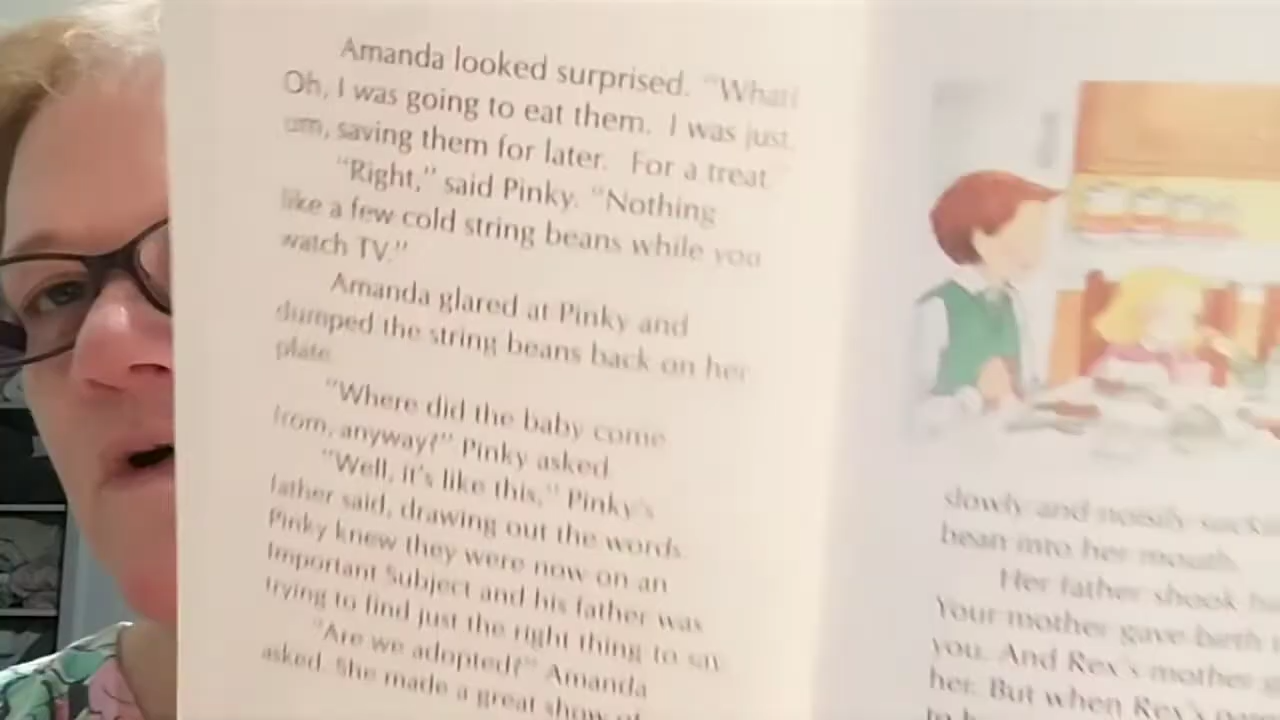 Amanda looked surprised. "What!
Oh, I was going to eat them. I was just,
um, saving them for later. For a treat."
"Right," said Pinky. "Nothing
like a few cold string beans while you
watch TV."
Amanda glared at Pinky and
dumped the string beans back on her
plate.
"Where did the baby come
from, anyway?" Pinky asked.
"Well, it's like this," Pinky's
father said, drawing out the words.
Pinky knew they were now on an
Important Subject and his father was
trying to find just the right thing to say.
"Are we adopted?" Amanda
asked. She made a great show of
slowly and noisily
bean into her mouth.
Her father shook
Your mother gave birth
you. And Rex's mother
her. But when Rex's